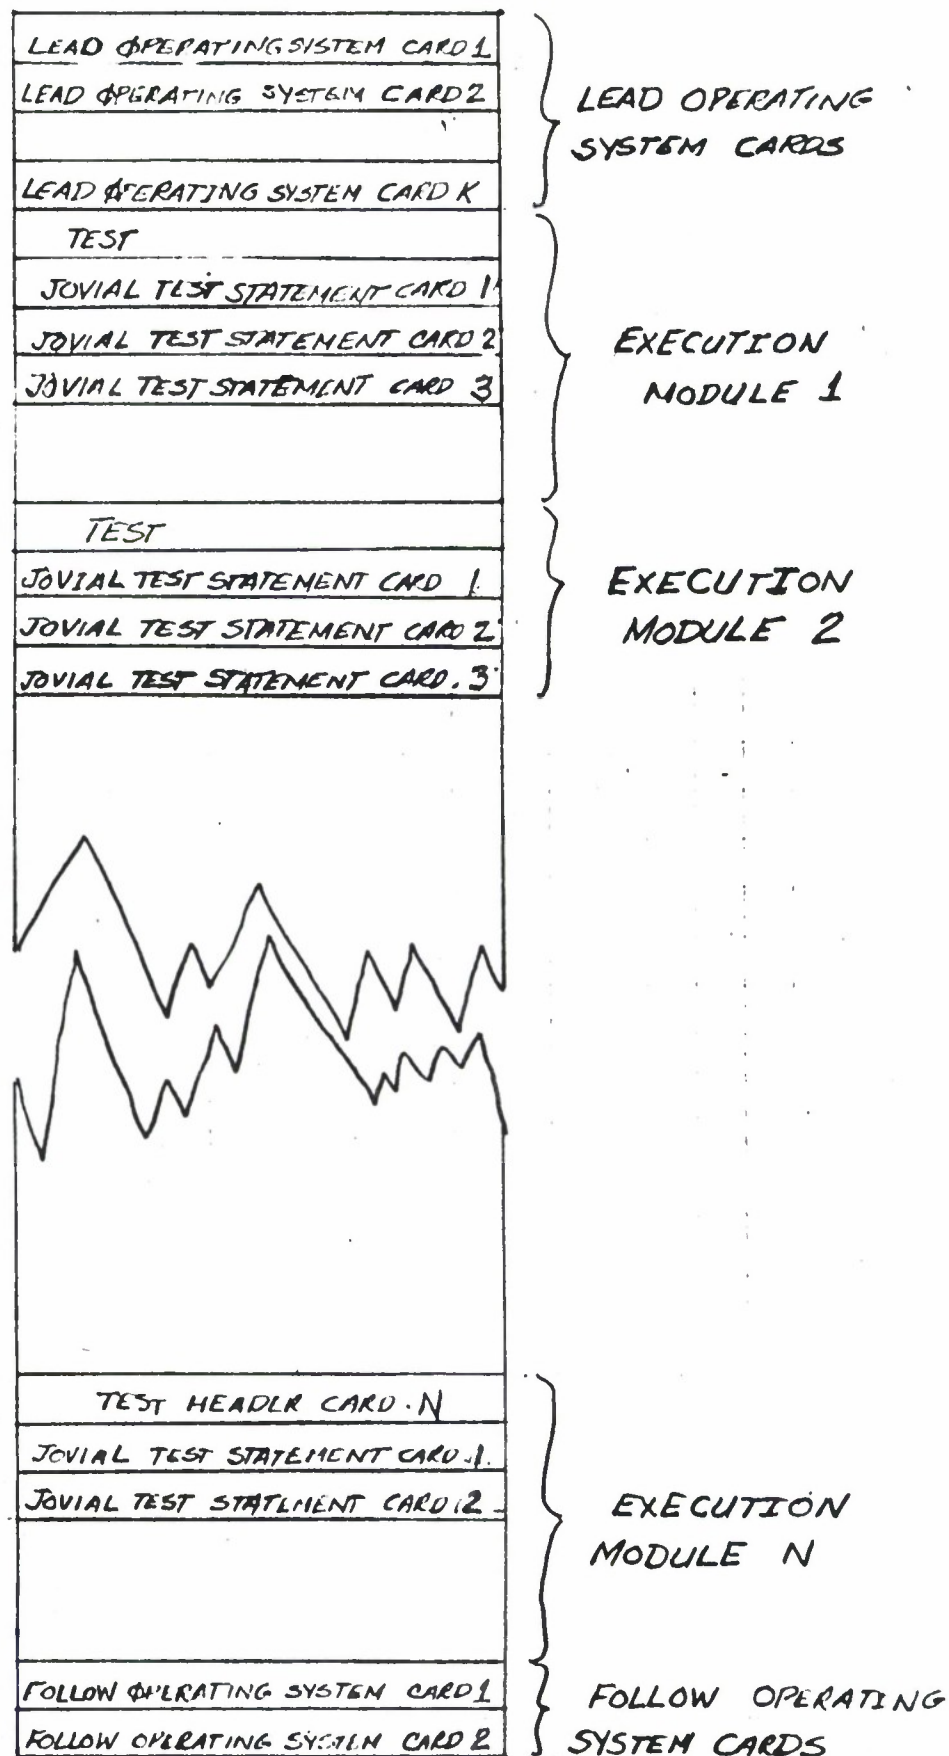 LEAD OPERATING SISTEM CARD 1
LEAD OPERATING SYSTEM CARD 2
LEAD OPERATING SYSTEM CARD K
LEAD OPERATING
SYSTEM CARDS
TEST
JOVIAL TEST STATEMENT CARD 1
JOVIAL TEST STATEMENT CARD 2
JOVIAL TEST STATEMENT CARD 3
EXECUTION
MODULE 1
TEST
JOVIAL TEST STATEMENT CARD 1
JOVIAL TEST STATEMENT CARD 2
JOVIAL TEST STATEMENT CARD. 3
EXECUTION
MODULE 2
TEST HEADER CARD. N
JOVIAL TEST STATEMENT CARD.1.
JOVIAL TEST STATEMENT CARD 2
EXECUTION
MODULE N
FOLLOW OPERATING SYSTEM CARD 1
FOLLOW OPERATING SYSTEM CARD 2
FOLLOW OPERATING
SYSTEM CARDS